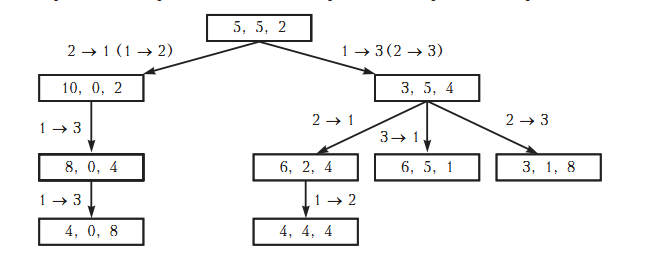 5, 5, 2
2 → 1 (1 → 2) 1 → 3 (2 → 3)
10, 0, 2 3, 5, 4
1 → 3 2 → 1 3 → 1 2 → 3
8, 0, 4 6, 2, 4 6, 5, 1 3, 1, 8
1 → 3 1 → 2
4, 0, 8 4, 4, 4